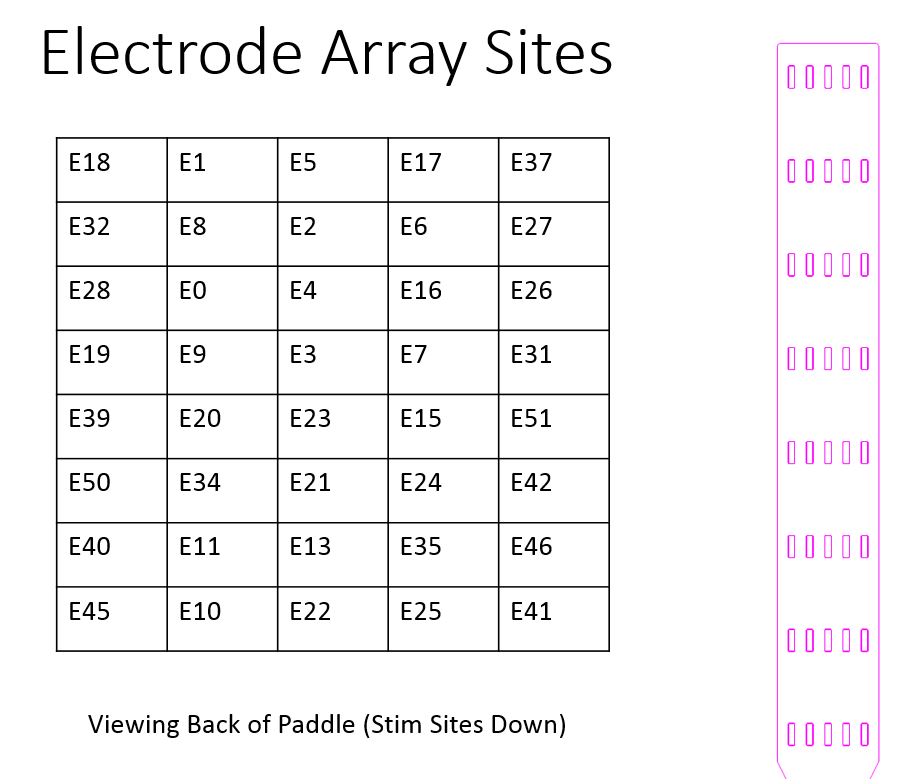 Electrode Array Sites
E18 E1 E5 E17 E37
E32 E8 E2 E6 E27
E28 E0 E4 E16 E26
E19 E9 E3 E7 E31
E39 E20 E23 E15 E51
E50 E34 E21 E24 E42
E40 E11 E13 E35 E46
E45 E10 E22 E25 E41
Viewing Back of Paddle (Stim Sites Down)